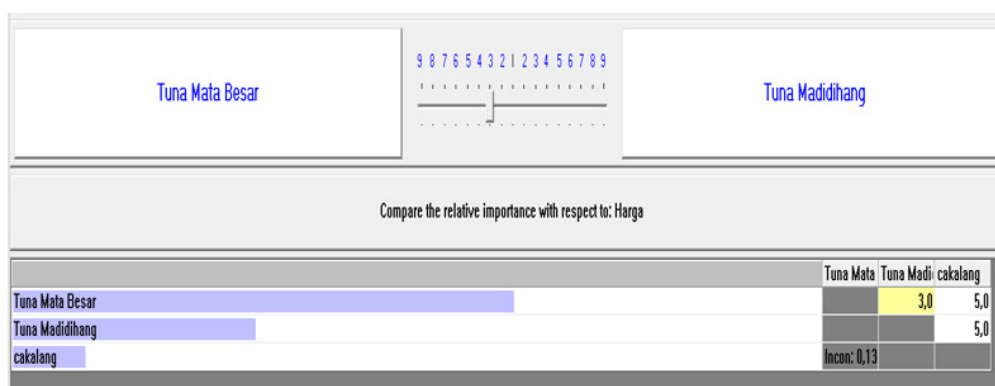 9 8 7 6 5 4 3 2 1 2 3 4 5 6 7 8 9
Tuna Mata Besar
Tuna Madidihang
Compare the relative importance with respect to: Harga
Tuna Mata Tuna Madi cakalang
Tuna Mata Besar 3,0 5,0
Tuna Madidihang 5,0
cakalang Incon: 0,13